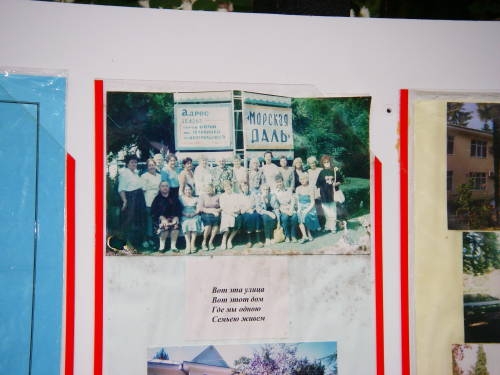 Адрес
МОРСКАЯ
ДАЛЬ
Вот эта улица
Вот этот дом
Где мы одною
Семьею живем